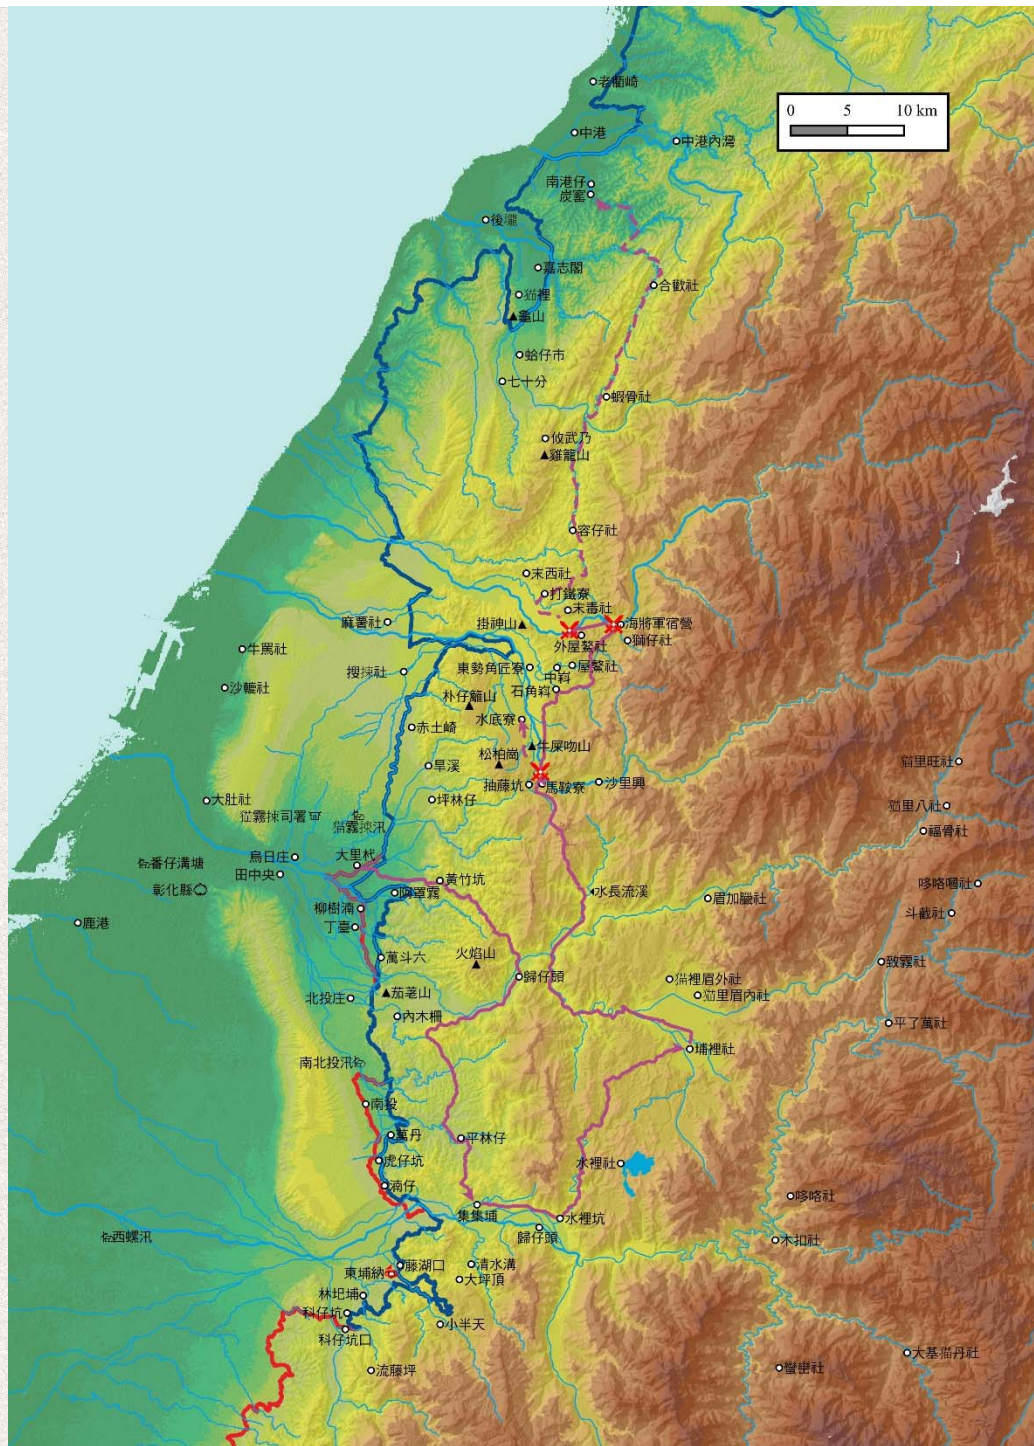 老衢崎
0 5 10 km
中港
中港內灣
南港仔
炭窰
後壠
嘉志閣
合歡社
猫裡
龜山
蛤仔市
七十分
蝦骨社
攸武乃
雞籠山
容仔社
末西社
打鐵寮
末毒社
麻薯社
掛神山
海將軍宿營
外屋鰲社
獅仔社
牛罵社
搜捒社
東勢角匠寮
屋鰲社
中嵙
沙轆社
石角嵙
朴仔籬山
水底寮
赤土崎
牛屎吻山
松柏崗
旱溪
猫里旺社
抽藤坑
馬鞍寮
沙里興
大肚社
坪林仔
猫里八社
猫霧捒司署
猫霧捒汛
福骨社
烏日庄
大里杙
番仔溝塘
田中央
黃竹坑
彰化縣
阿罩霧
水長流溪
眉加臘社
哆咯嘓社
柳樹湳
斗截社
鹿港
丁臺
萬斗六
火焰山
致霧社
歸仔頭
猫裡眉外社
猫里眉內社
北投庄
茄荖山
內木柵
平了萬社
埔裡社
南北投汛
南投
萬丹
平林仔
虎仔坑
水裡社
湳仔
哆咯社
集集埔
水裡坑
歸仔頭
西螺汛
木扣社
藤湖口
清水溝
東埔納
大坪頂
林圯埔
科仔坑
小半天
科仔坑口
大基猫丹社
流藤坪
蠻巒社